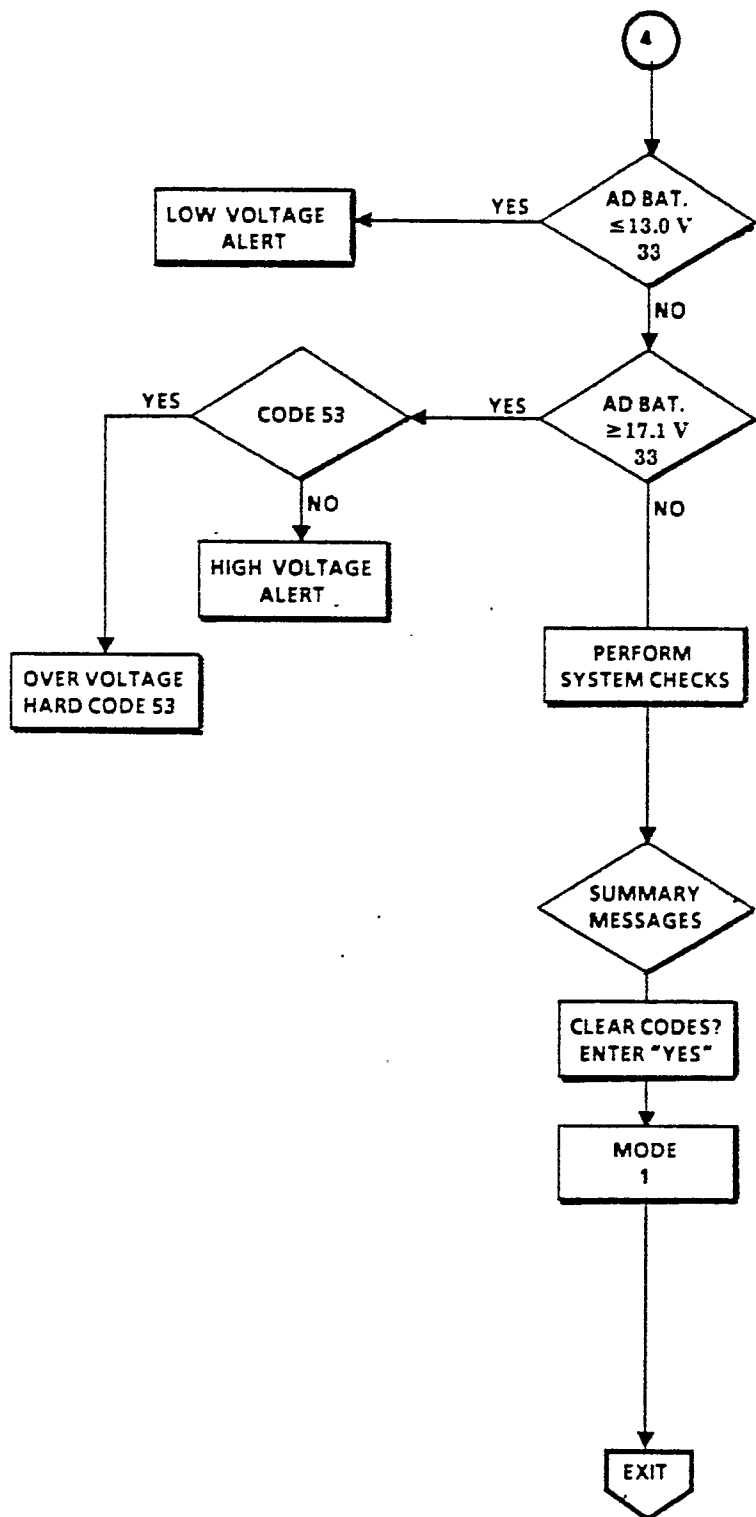 4
AD BAT.
≤13.0 V
33
YES
LOW VOLTAGE
ALERT
NO
AD BAT.
≥17.1 V
33
YES
CODE 53
YES
NO
HIGH VOLTAGE
ALERT
OVER VOLTAGE
HARD CODE 53
NO
PERFORM
SYSTEM CHECKS
SUMMARY
MESSAGES
CLEAR CODES?
ENTER "YES"
MODE
1
EXIT